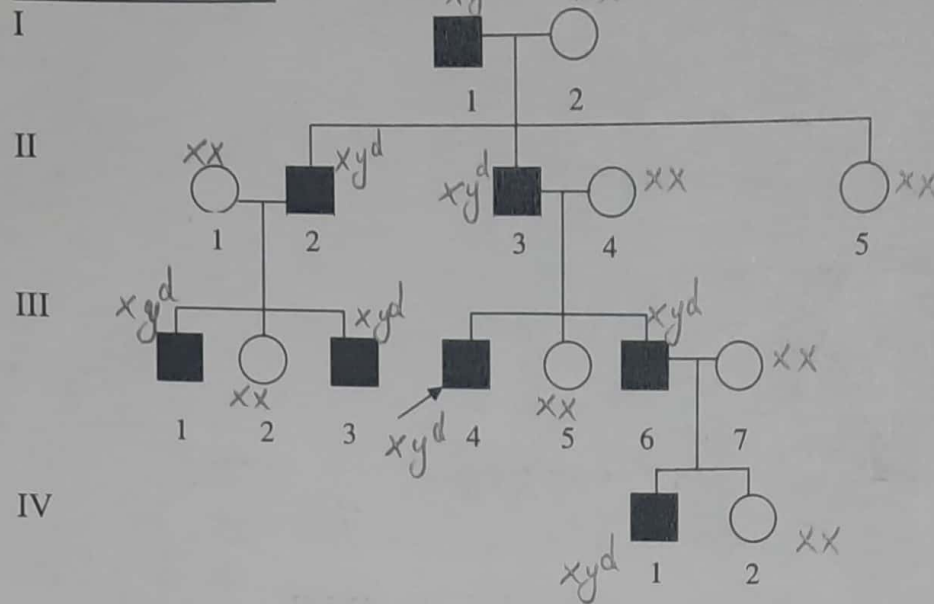 I
1 2
II
xx xy^d xy^d xx xx
1 2 3 4 5
III
xy^d xy^d xy^d
xx xx xx
1 2 3 xy^d 4 5 6 7
IV
xy^d 1 2 xx